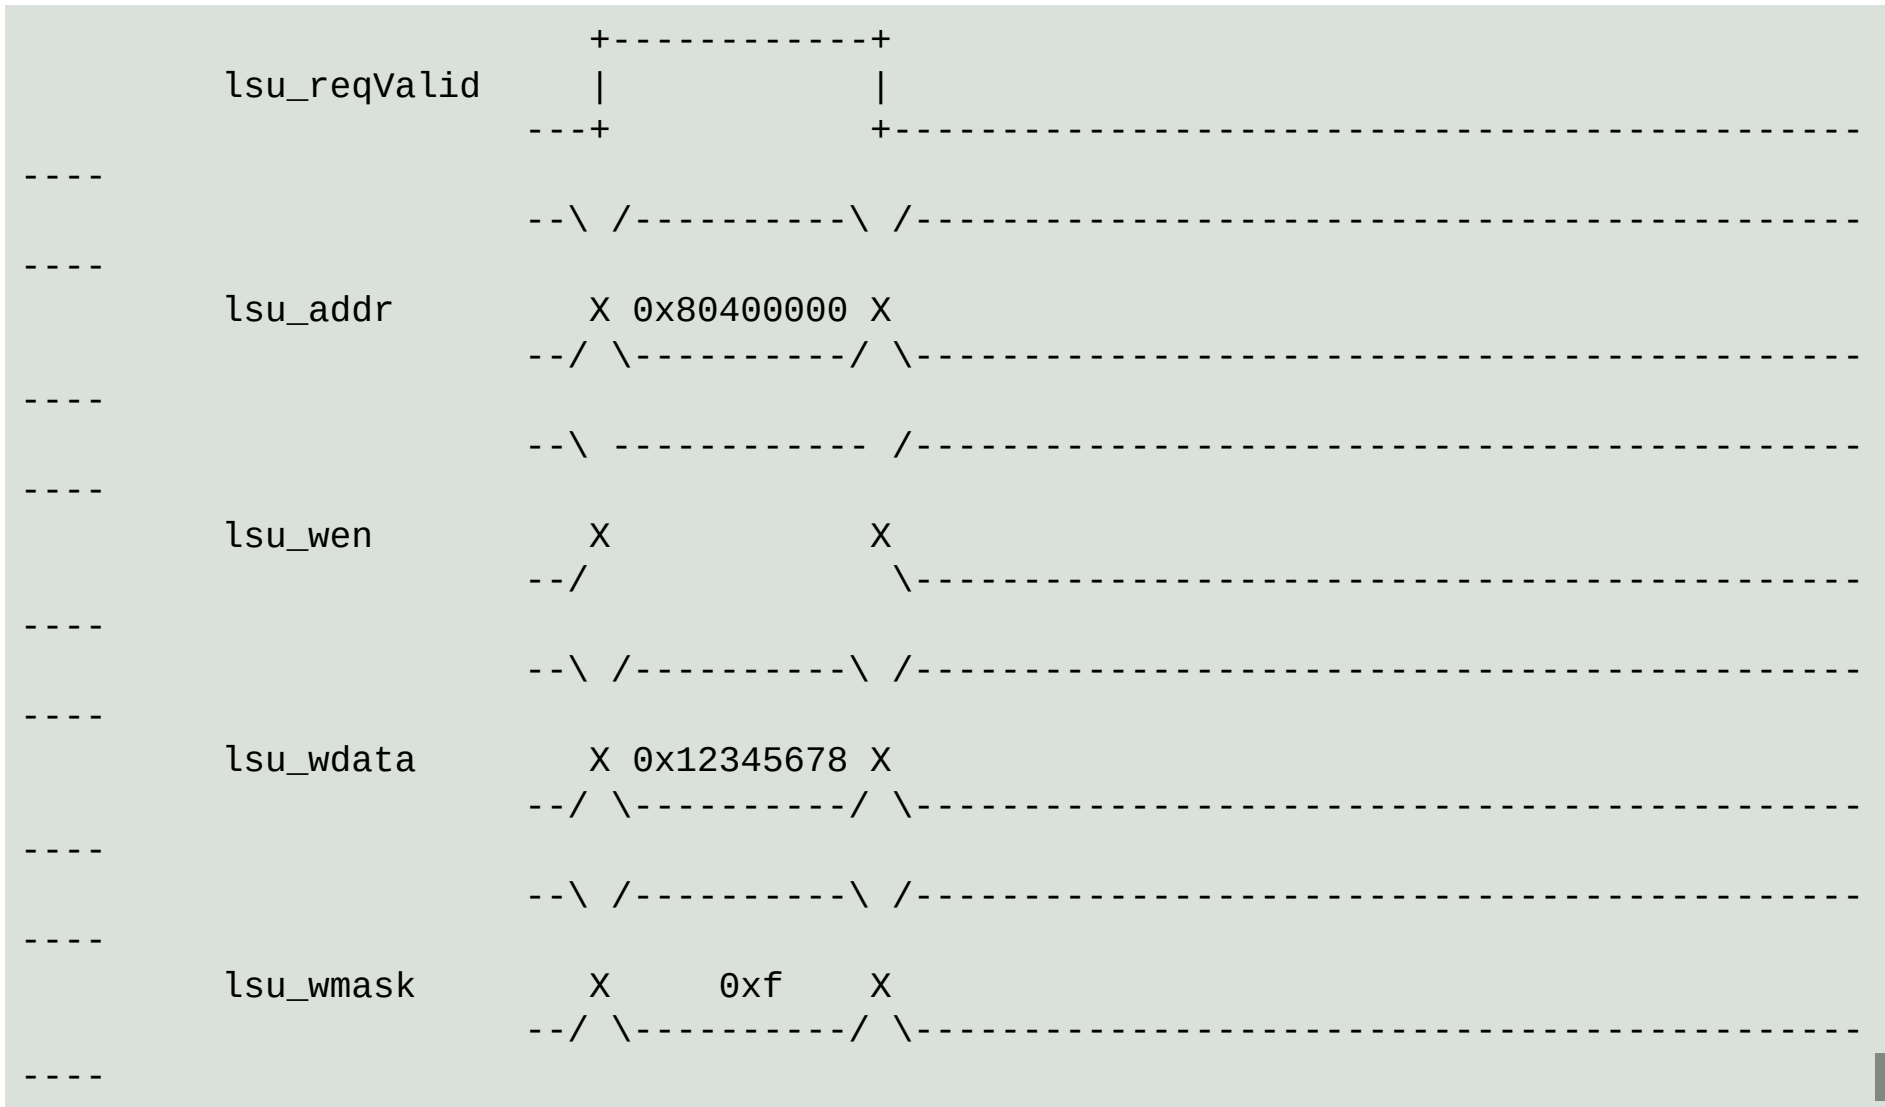 +------------+
         lsu_reqValid     |            |
                       ---+            +---------------------------------------------
----
                       --\ /----------\ /--------------------------------------------
----
         lsu_addr         X 0x80400000 X
                       --/ \----------/ \--------------------------------------------
----
                       --\ ------------ /--------------------------------------------
----
         lsu_wen          X            X
                       --/              \--------------------------------------------
----
                       --\ /----------\ /--------------------------------------------
----
         lsu_wdata        X 0x12345678 X
                       --/ \----------/ \--------------------------------------------
----
                       --\ /----------\ /--------------------------------------------
----
         lsu_wmask        X     0xf    X
                       --/ \----------/ \--------------------------------------------
----